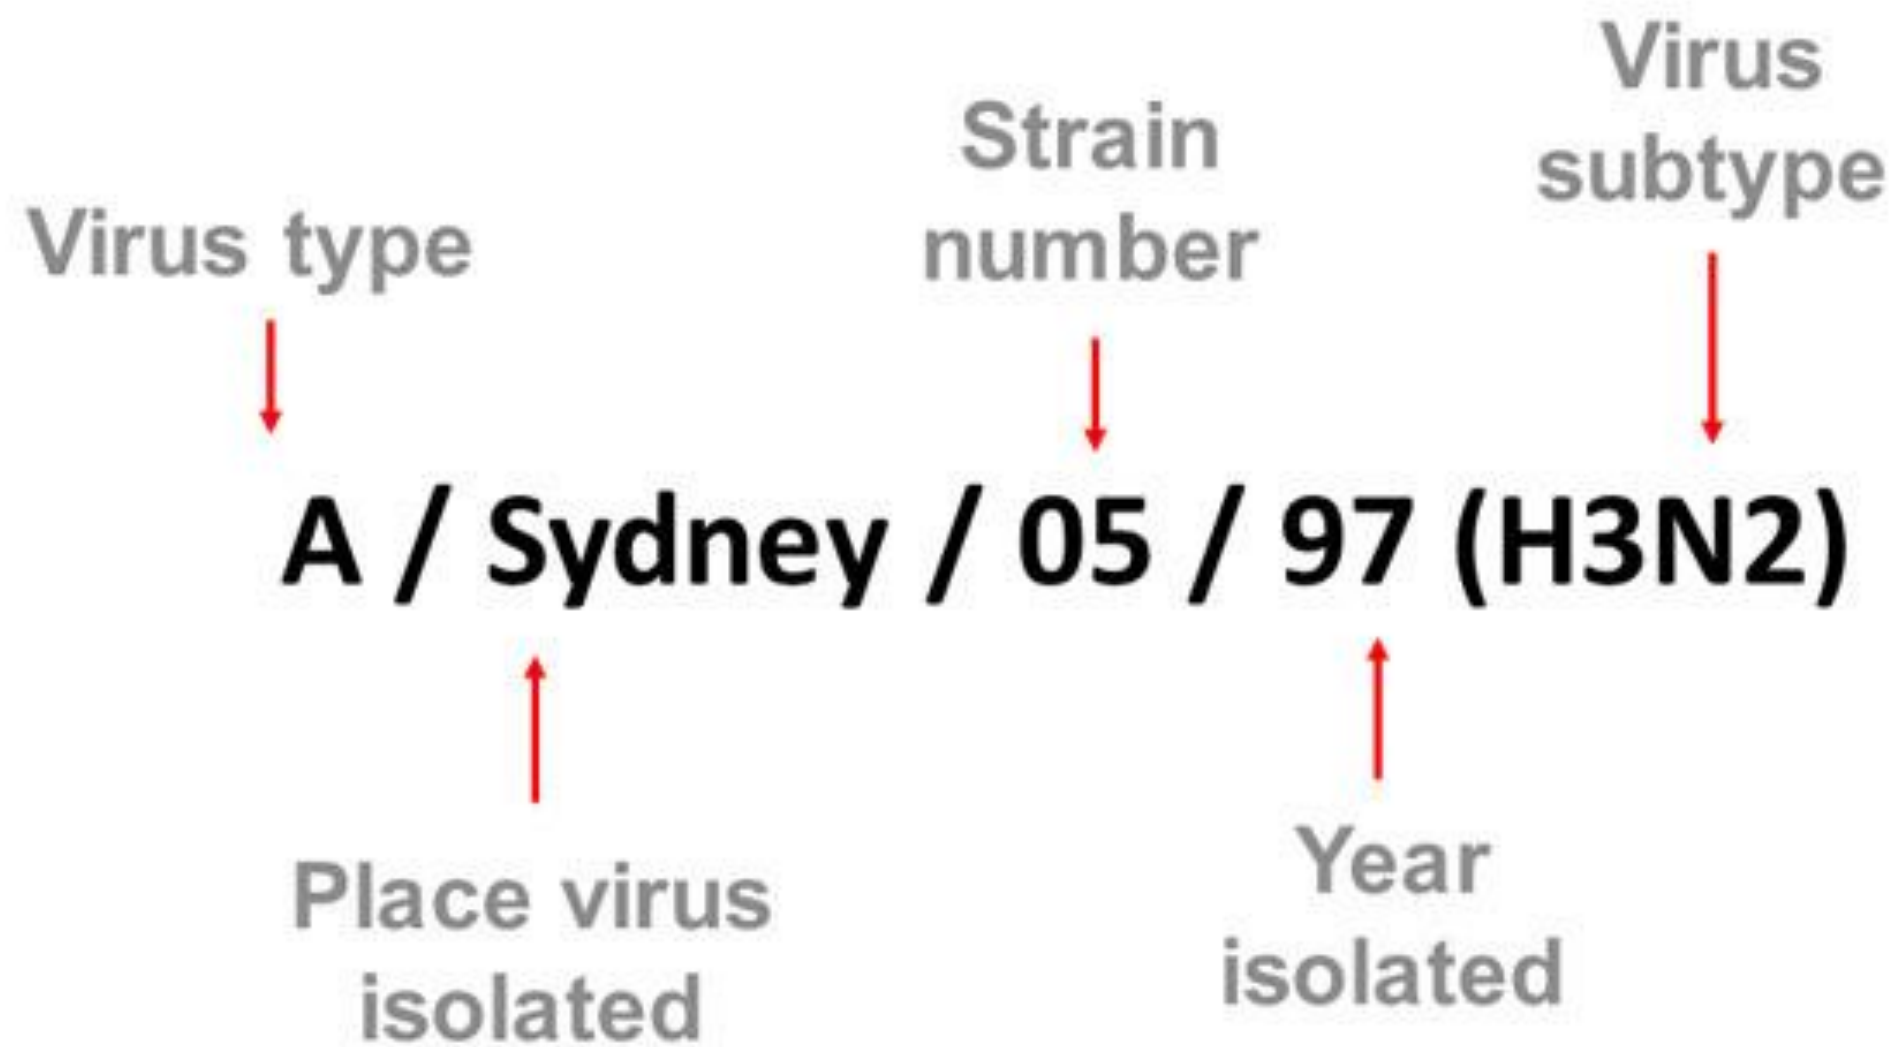 Virus
subtype
Strain
number
Virus type
A / Sydney / 05 / 97 (H3N2)
Place virus
isolated
Year
isolated